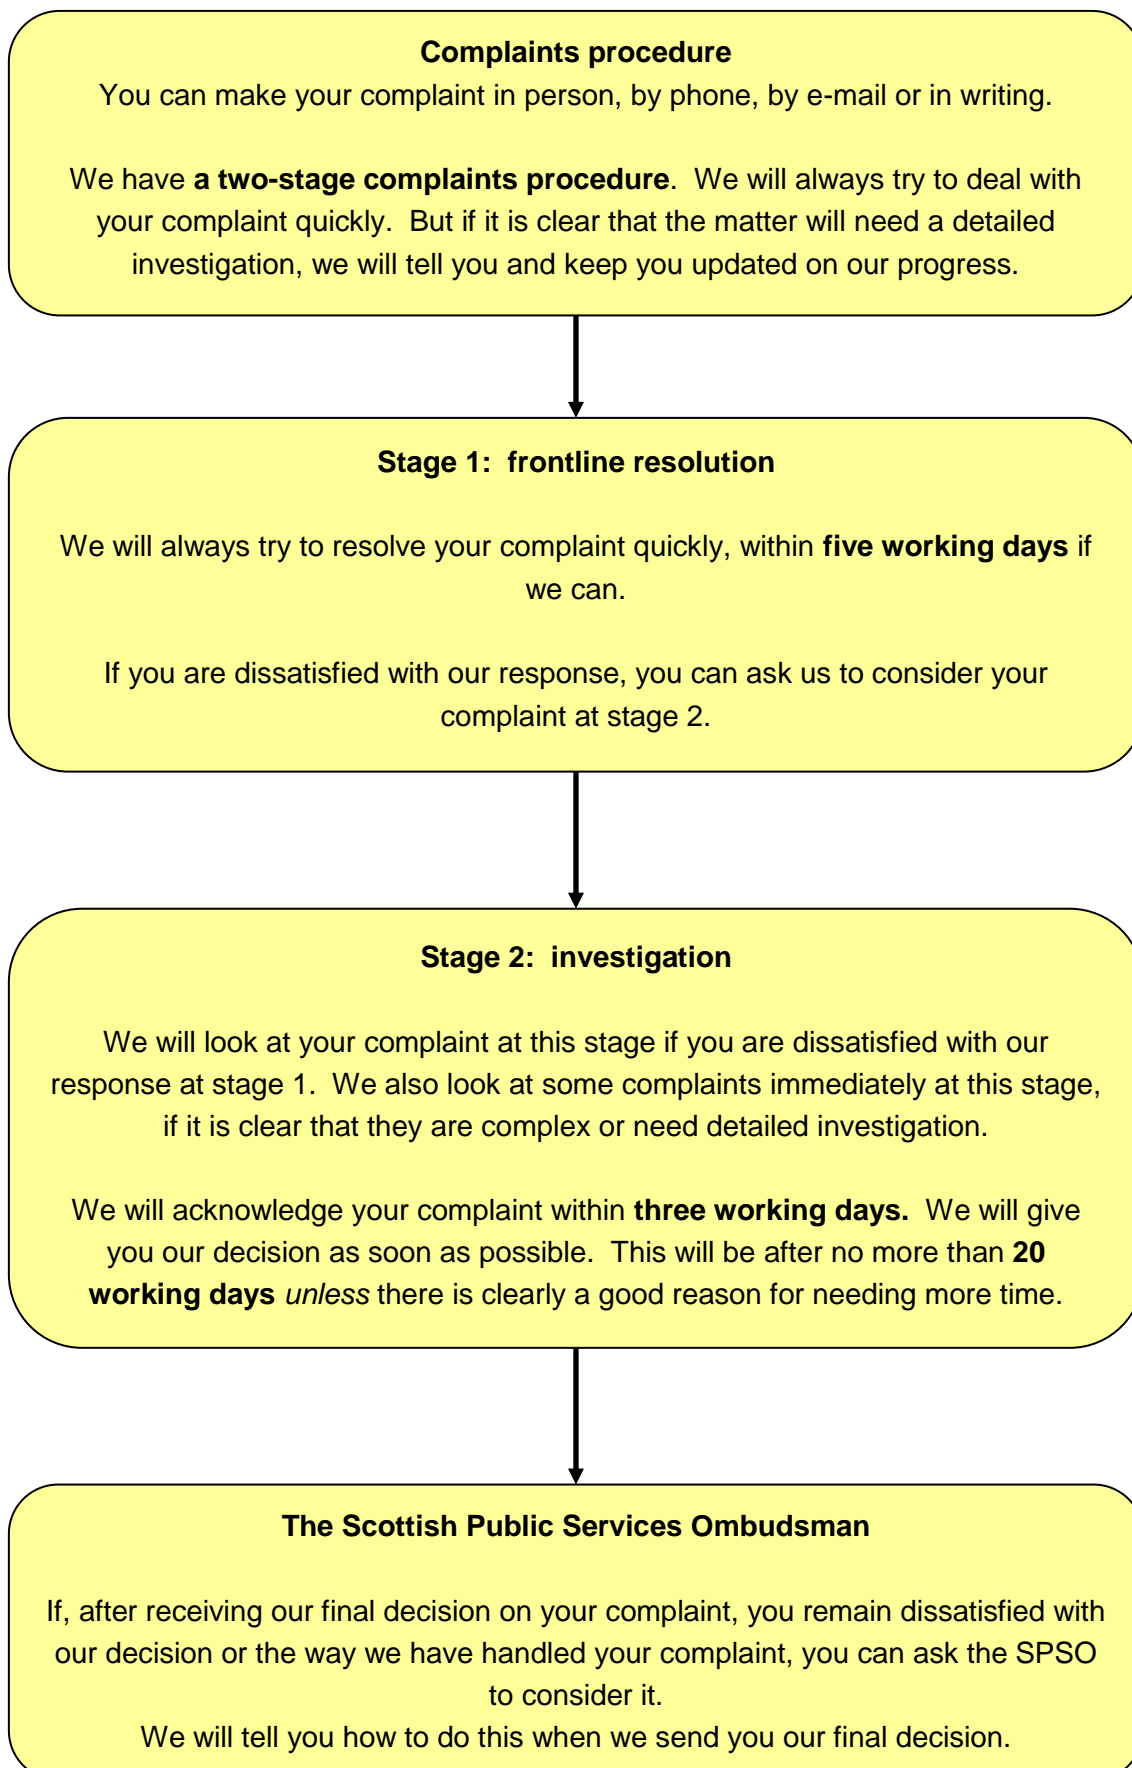 Complaints procedure
You can make your complaint in person, by phone, by e-mail or in writing.
We have a two-stage complaints procedure.  We will always try to deal with
your complaint quickly.  But if it is clear that the matter will need a detailed
investigation, we will tell you and keep you updated on our progress.
Stage 1:  frontline resolution
We will always try to resolve your complaint quickly, within five working days if
we can.
If you are dissatisfied with our response, you can ask us to consider your
complaint at stage 2.
Stage 2:  investigation
We will look at your complaint at this stage if you are dissatisfied with our
response at stage 1.  We also look at some complaints immediately at this stage,
if it is clear that they are complex or need detailed investigation.
We will acknowledge your complaint within three working days.  We will give
you our decision as soon as possible.  This will be after no more than 20
working days unless there is clearly a good reason for needing more time.
The Scottish Public Services Ombudsman
If, after receiving our final decision on your complaint, you remain dissatisfied with
our decision or the way we have handled your complaint, you can ask the SPSO
to consider it.
We will tell you how to do this when we send you our final decision.